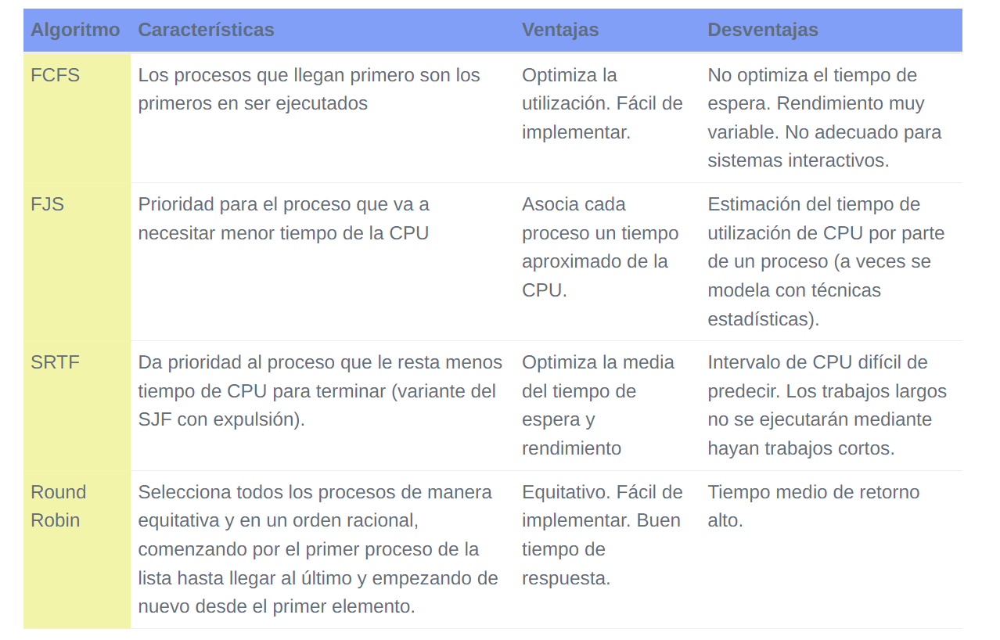 Algoritmo Características Ventajas Desventajas
FCFS Los procesos que llegan primero son los Optimiza la No optimiza el tiempo de
primeros en ser ejecutados utilización. Fácil de espera. Rendimiento muy
implementar. variable. No adecuado para
sistemas interactivos.
FJS Prioridad para el proceso que va a Asocia cada Estimación del tiempo de
necesitar menor tiempo de la CPU proceso un tiempo utilización de CPU por parte
aproximado de la de un proceso (a veces se
CPU. modela con técnicas
estadísticas).
SRTF Da prioridad al proceso que le resta menos Optimiza la media Intervalo de CPU difícil de
tiempo de CPU para terminar (variante del del tiempo de predecir. Los trabajos largos
SJF con expulsión). espera y no se ejecutarán mediante
rendimiento hayan trabajos cortos.
Round Selecciona todos los procesos de manera Equitativo. Fácil de Tiempo medio de retorno
Robin equitativa y en un orden racional, implementar. Buen alto.
comenzando por el primer proceso de la tiempo de
lista hasta llegar al último y empezando de respuesta.
nuevo desde el primer elemento.